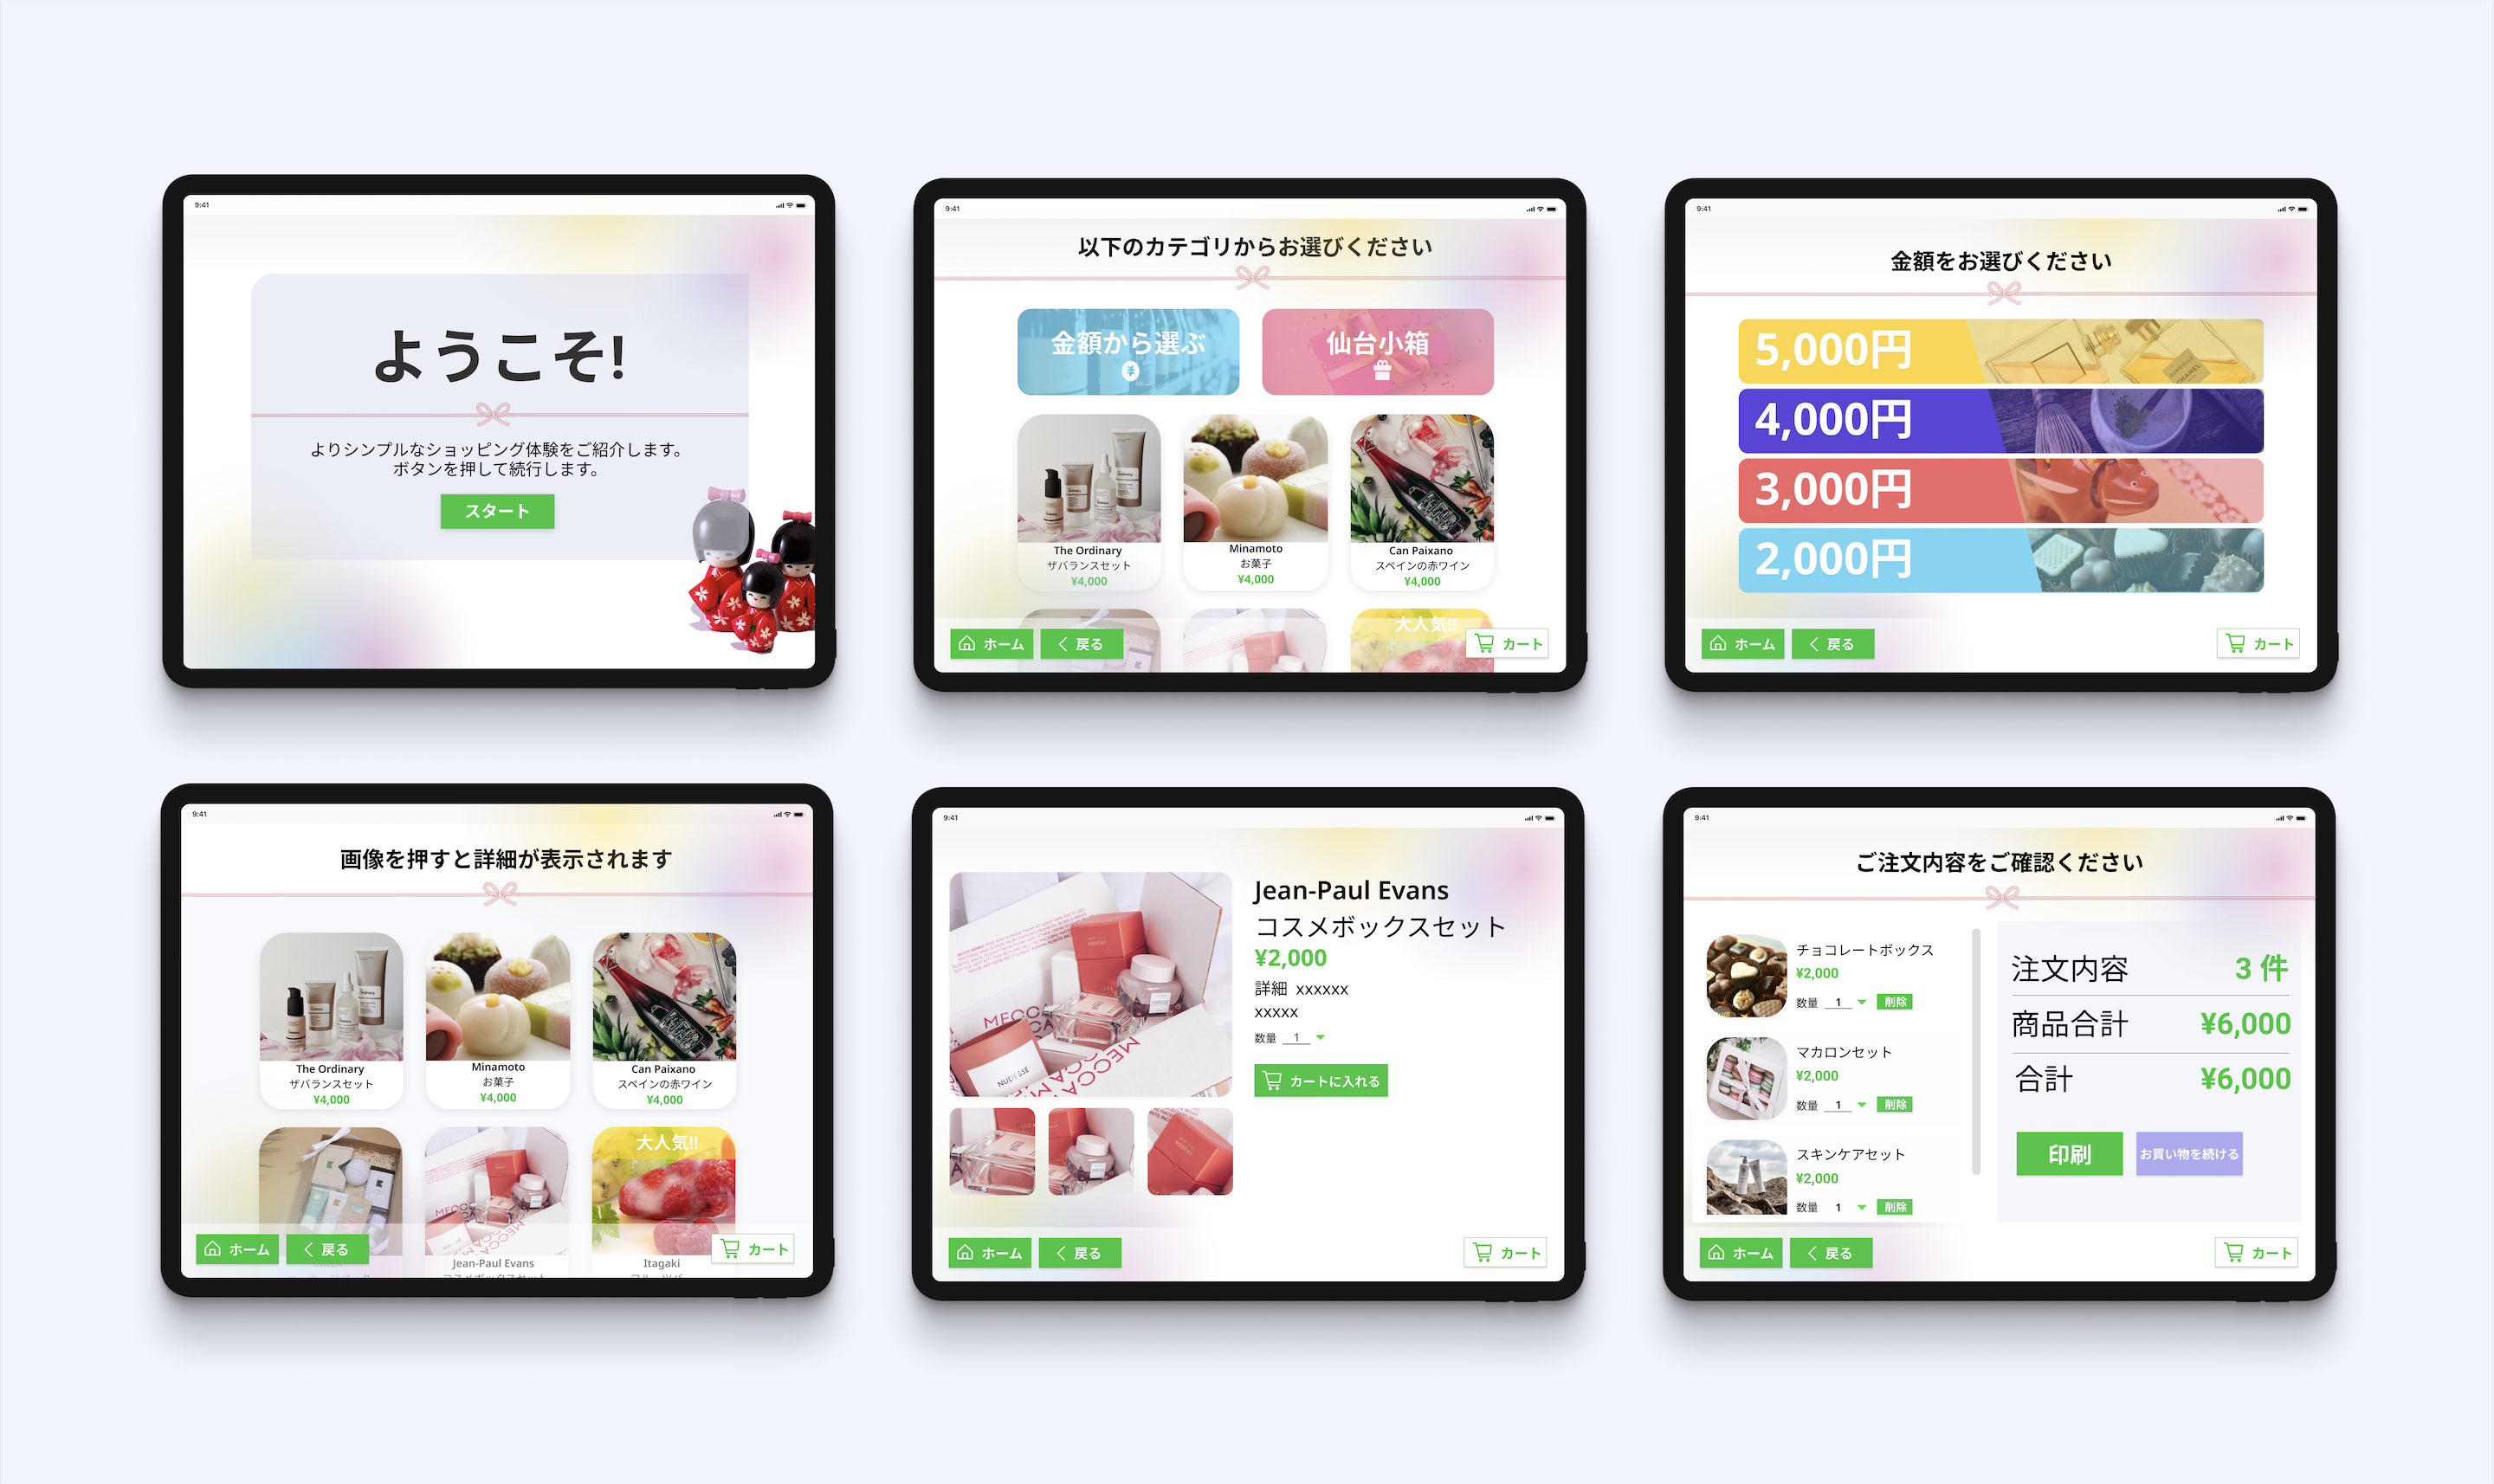 9:41
ようこそ!
よりシンプルなショッピング体験をご紹介します。
ボタンを押して続行します。
スタート
9:41
以下のカテゴリからお選びください
金額から選ぶ
¥
仙台小箱
The Ordinary
ザバランスセット
¥4,000
Minamoto
お菓子
¥4,000
Can Paixano
スペインの赤ワイン
¥4,000
大人気!!
ホーム
戻る
カート
9:41
金額をお選びください
5,000円
CHANEL
4,000円
3,000円
2,000円
ホーム
戻る
カート
9:41
画像を押すと詳細が表示されます
The Ordinary
ザバランスセット
¥4,000
Minamoto
お菓子
¥4,000
Can Paixano
スペインの赤ワイン
¥4,000
大人気!!
Jean-Paul Evans
コスメボックスセット
Itagaki
ホーム
戻る
カート
9:41
MECCA
NUDESSE
MECCA
Jean-Paul Evans
コスメボックスセット
¥2,000
詳細 xxxxxx
xxxxx
数量 1
カートに入れる
ホーム
戻る
カート
9:41
ご注文内容をご確認ください
チョコレートボックス
¥2,000
数量 1 削除
マカロンセット
¥2,000
数量 1 削除
スキンケアセット
¥2,000
数量 1 削除
注文内容 3 件
商品合計 ¥6,000
合計 ¥6,000
印刷
お買い物を続ける
ホーム
戻る
カート